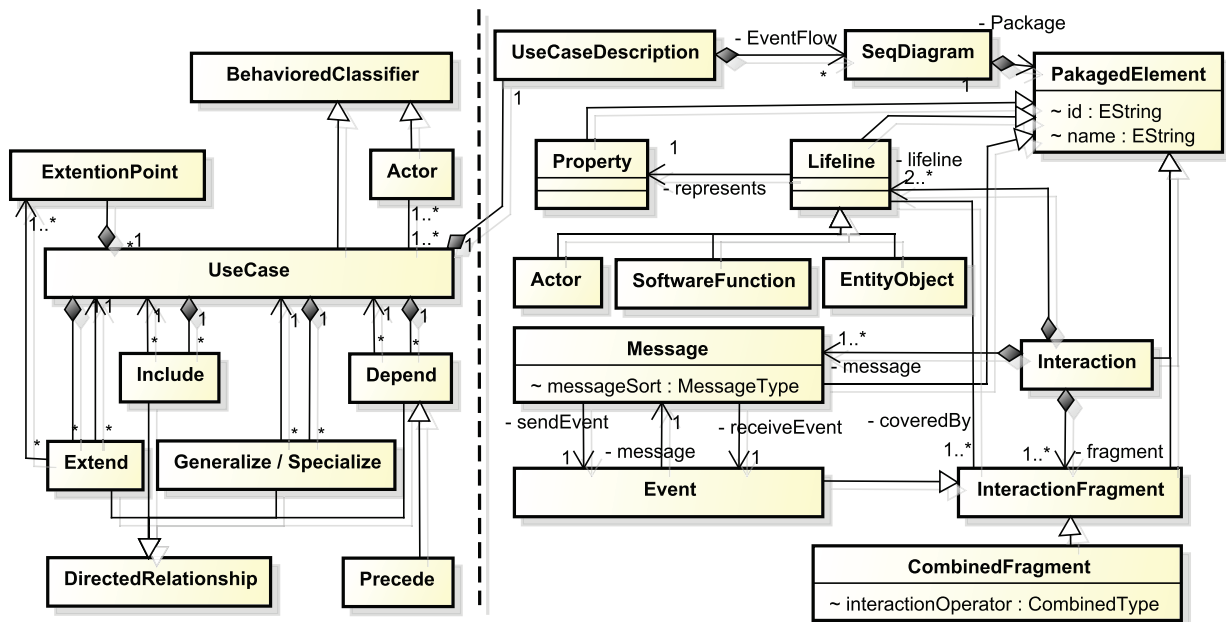 BehavioredClassifier
ExtentionPoint
Actor
1..*
1..*
1..*
*
1
1
UseCase
1
1
1
1
1
1
1
*
*
*
*
Include
Depend
*
*
*
*
*
Extend
Generalize / Specialize
DirectedRelationship
Precede
UseCaseDescription
- EventFlow
*
SeqDiagram
- Package
1
1
PakagedElement
~ id : EString
~ name : EString
Property
1
- represents
Lifeline
- lifeline
2..*
Actor
SoftwareFunction
EntityObject
Message
~ messageSort : MessageType
1..*
- message
Interaction
- sendEvent
1
- message
1
- receiveEvent
1
- coveredBy
1..*
1..*
- fragment
Event
InteractionFragment
CombinedFragment
~ interactionOperator : CombinedType